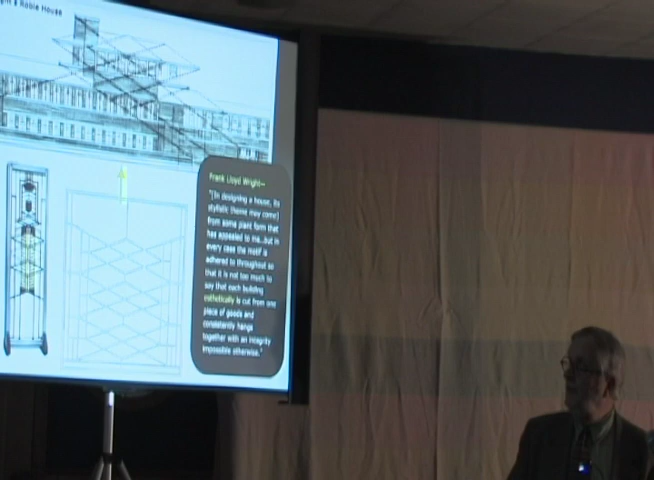 ght's Robie House
Frank Lloyd Wright—
"[In designing a house, its
stylistic theme may come]
from some plant form that
has appealed to me...but in
every case the motif is
adhered to throughout so
that it is not too much to
say that each building
esthetically is cut from one
piece of goods and
consistently hangs
together with an integrity
impossible otherwise."